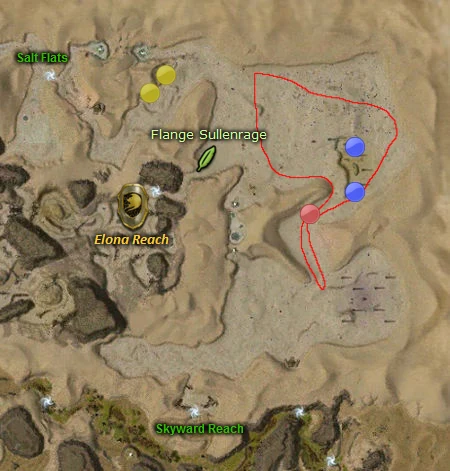 Salt Flats
Flange Sullenrage
Elona Reach
Skyward Reach